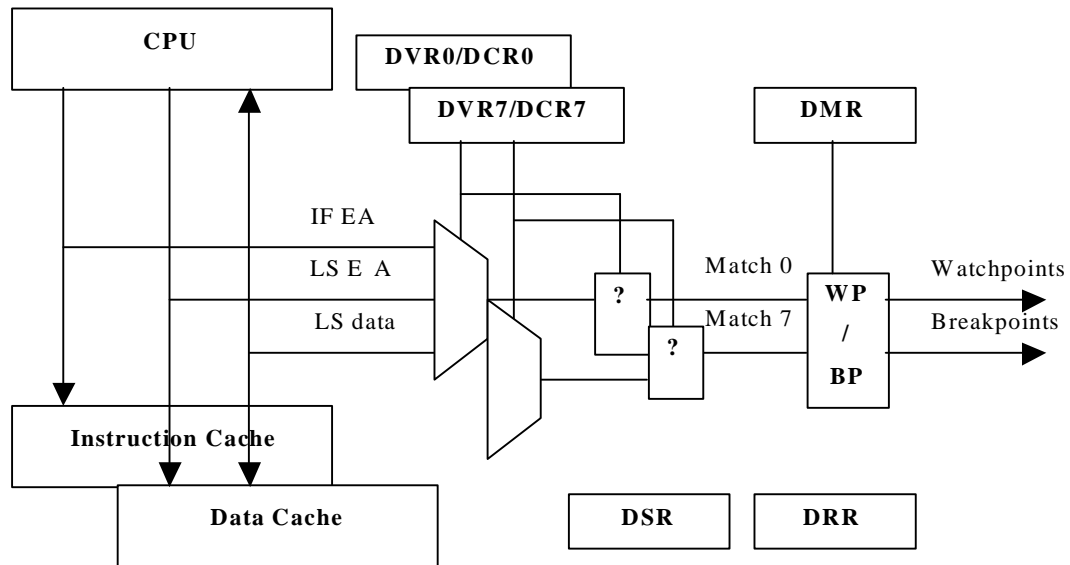 CPU
DVR0/DCR0
DVR7/DCR7
DMR
IF EA
LS E A
LS data
?
?
Match 0
Match 7
WP
/
BP
Watchpoints
Breakpoints
Instruction Cache
Data Cache
DSR
DRR